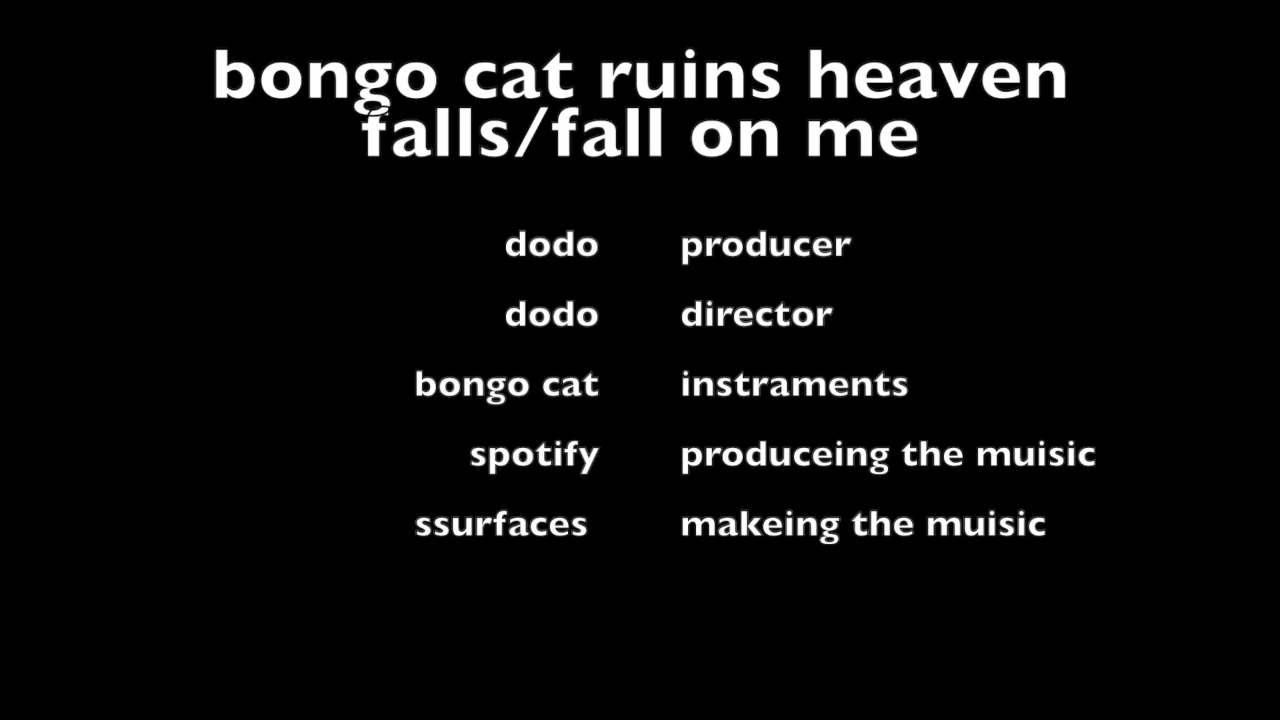 bongo cat ruins heaven
falls/fall on me
dodo producer
dodo director
bongo cat instraments
spotify produceing the muisic
ssurfaces makeing the muisic